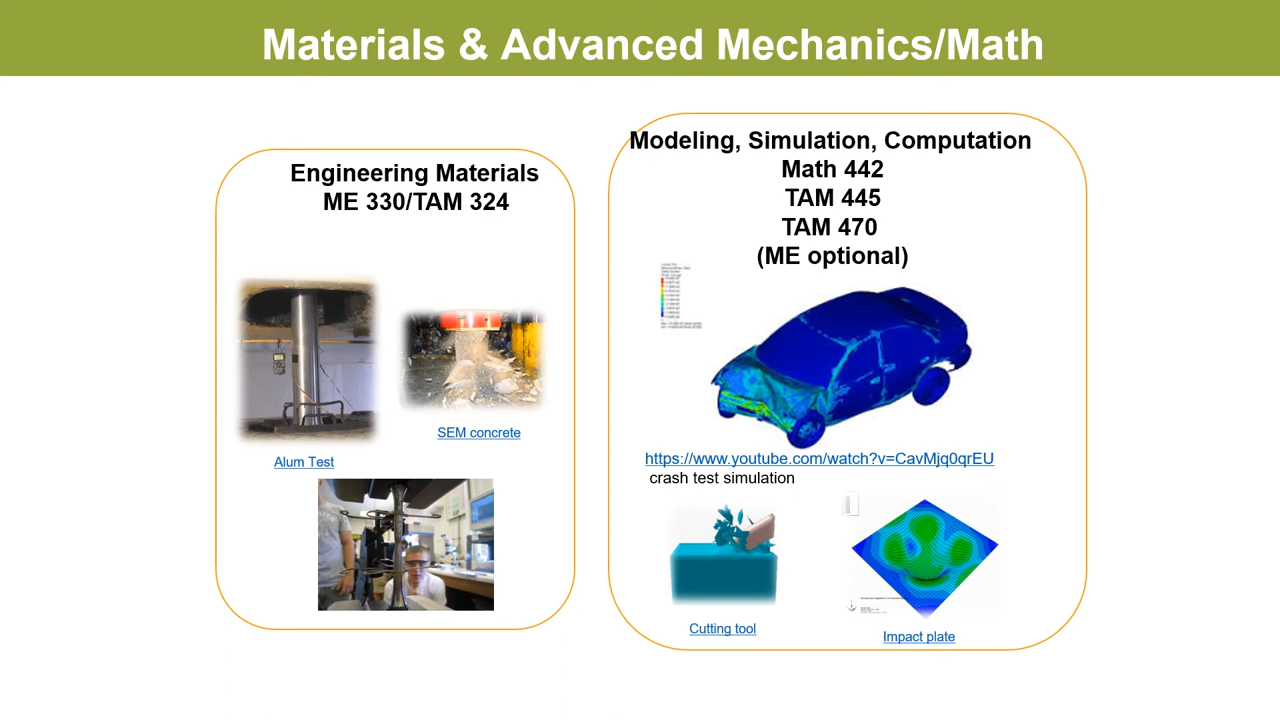 Materials & Advanced Mechanics/Math
Engineering Materials
ME 330/TAM 324
SEM concrete
Alum Test
Modeling, Simulation, Computation
Math 442
TAM 445
TAM 470
(ME optional)
https://www.youtube.com/watch?v=CavMjq0qrEU
crash test simulation
Cutting tool
Impact plate